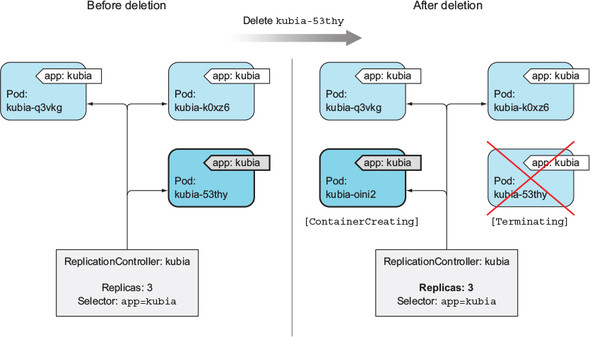 Before deletion
Delete kubia-53thy
After deletion
app: kubia
Pod:
kubia-q3vkg
app: kubia
Pod:
kubia-k0xz6
app: kubia
Pod:
kubia-53thy
ReplicationController: kubia
Replicas: 3
Selector: app=kubia
app: kubia
Pod:
kubia-q3vkg
app: kubia
Pod:
kubia-k0xz6
app: kubia
Pod:
kubia-oini2
[ContainerCreating]
app: kubia
Pod:
kubia-53thy
[Terminating]
ReplicationController: kubia
Replicas: 3
Selector: app=kubia